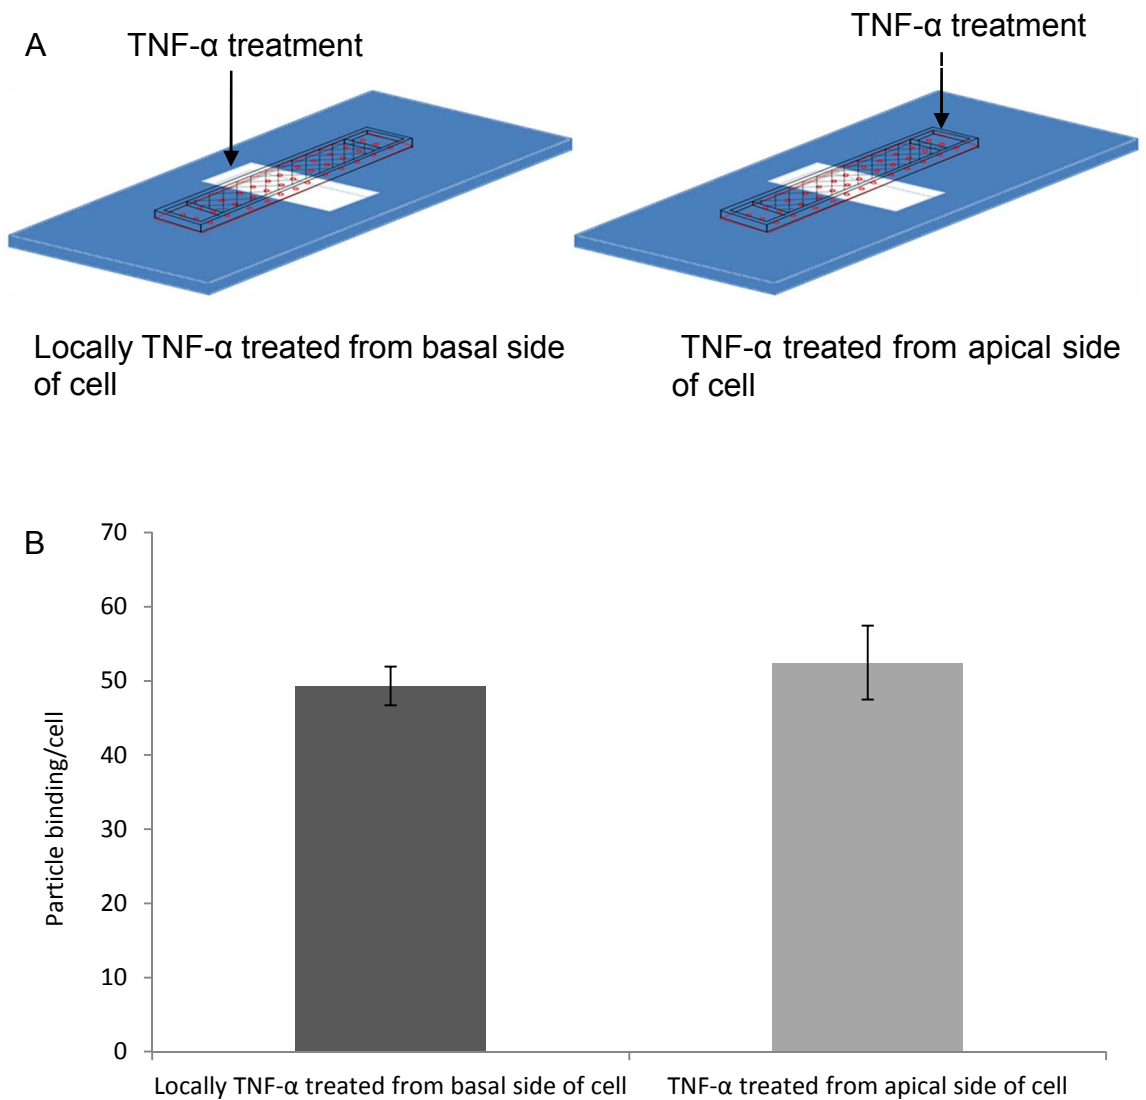 A
TNF-α treatment
TNF-α treatment
Locally TNF-α treated from basal side
of cell
TNF-α treated from apical side
of cell
B
70
60
50
40
30
20
10
0
Particle binding/cell
Locally TNF-α treated from basal side of cell
TNF-α treated from apical side of cell